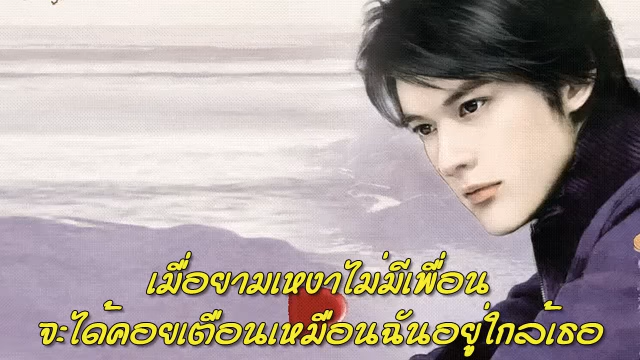 เมื่อยามเหงาไม่มีเพื่อน
จะได้คอยเตือนเหมือนฉันอยู่ใกล้เธอ